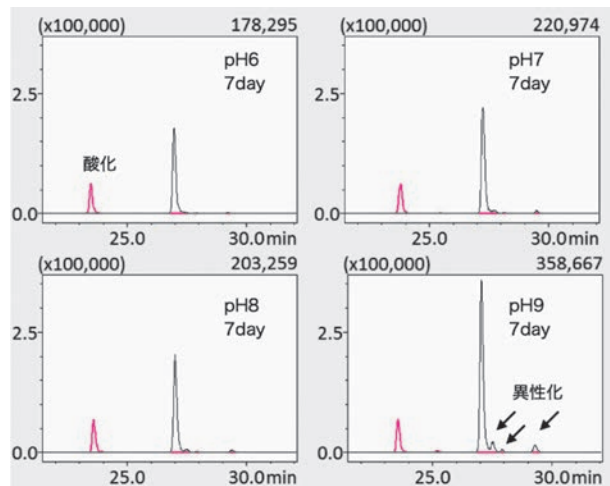 (x100,000) 178,295
pH6
7day
2.5
酸化
0.0
25.0 30.0min
(x100,000) 220,974
pH7
7day
2.5
0.0
25.0 30.0min
(x100,000) 203,259
pH8
7day
2.5
0.0
25.0 30.0min
(x100,000) 358,667
pH9
7day
2.5
異性化
0.0
25.0 30.0min